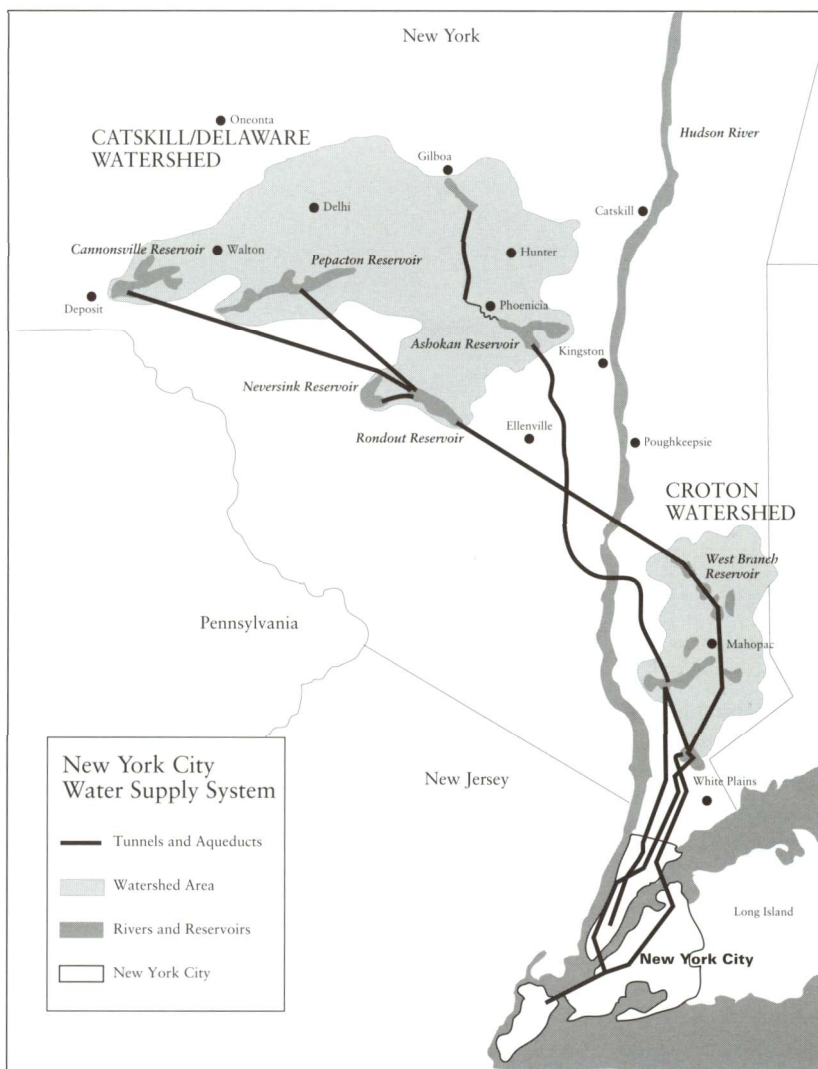 New York
Oneonta
CATSKILL/DELAWARE
WATERSHED
Hudson River
Gilboa
Delhi
Catskill
Cannonsville Reservoir
Walton
Pepacton Reservoir
Hunter
Deposit
Phoenicia
Ashokan Reservoir
Kingston
Neversink Reservoir
Ellenville
Rondout Reservoir
Poughkeepsie
CROTON
WATERSHED
West Branch
Reservoir
Pennsylvania
Mahopac
New Jersey
White Plains
New York City
Water Supply System
Tunnels and Aqueducts
Watershed Area
Rivers and Reservoirs
New York City
Long Island
New York City